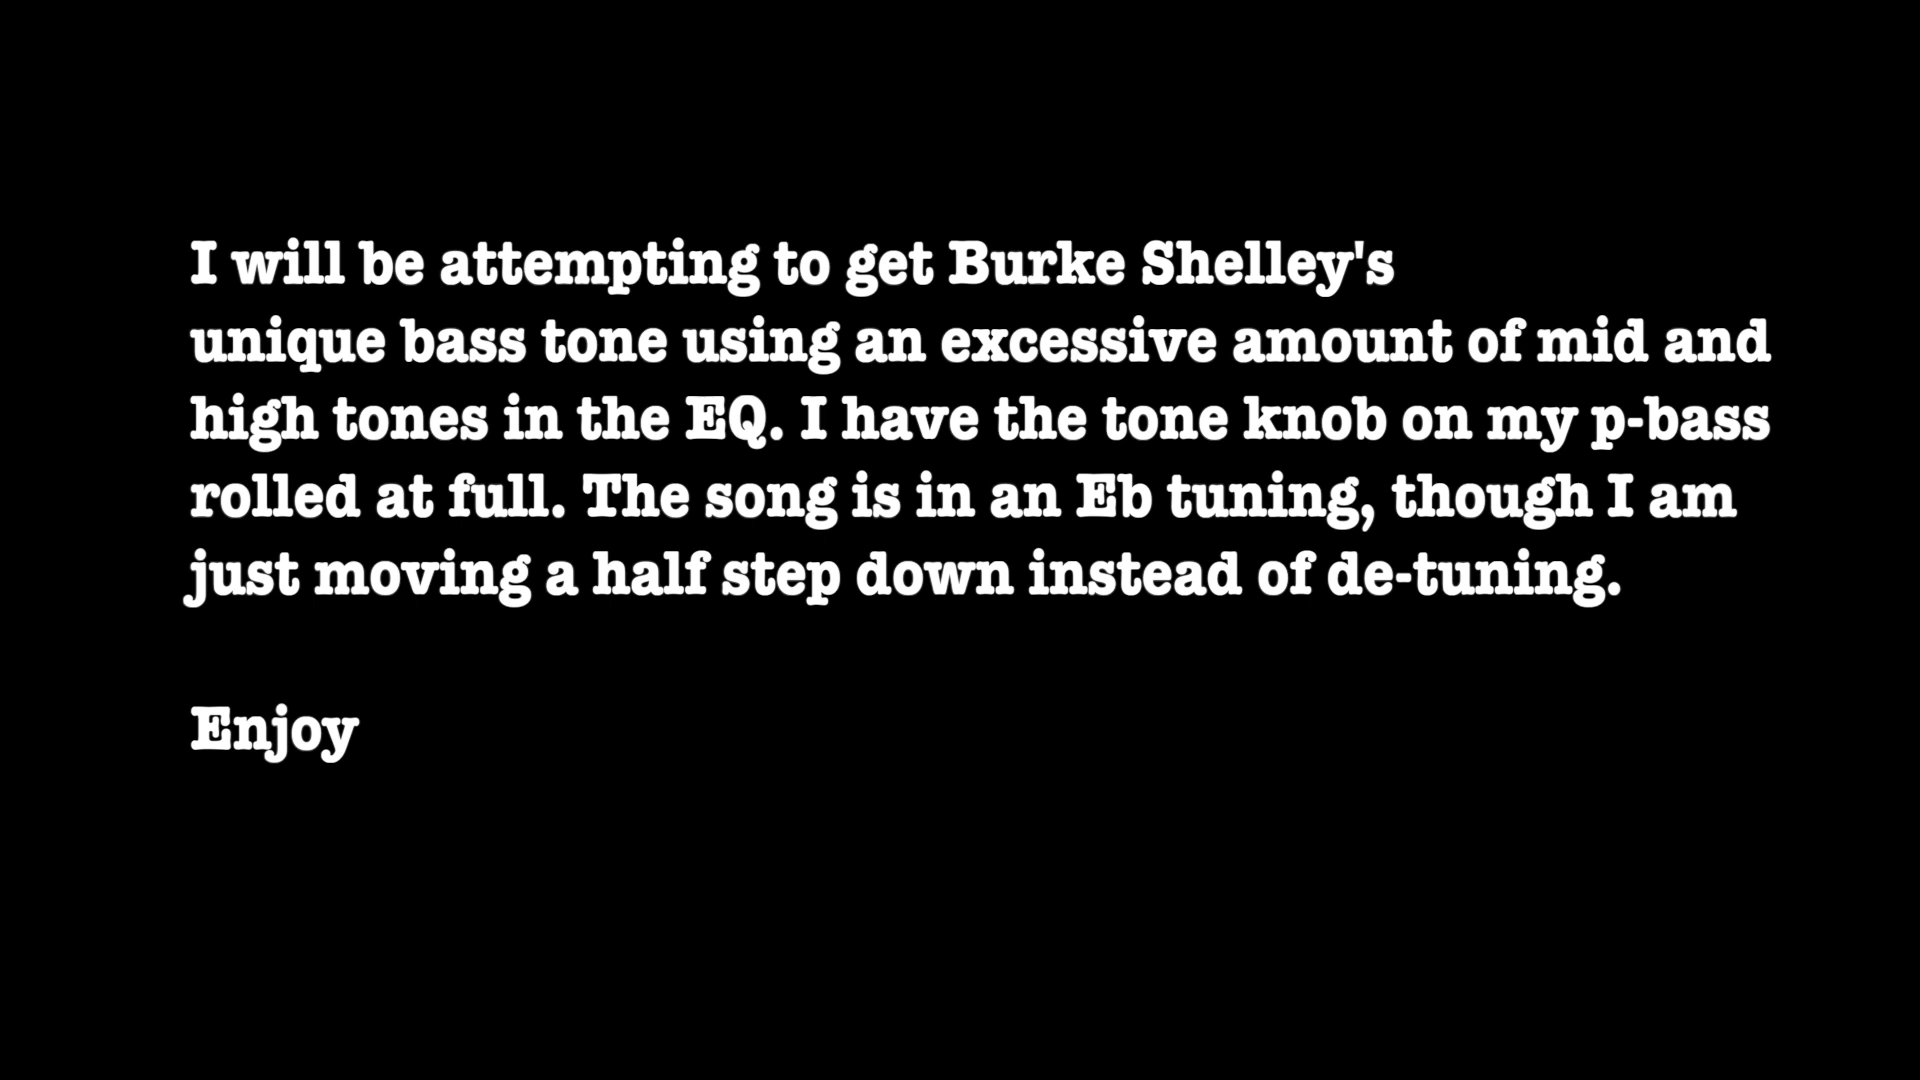 I will be attempting to get Burke Shelley's
unique bass tone using an excessive amount of mid and
high tones in the EQ. I have the tone knob on my p-bass
rolled at full. The song is in an Eb tuning, though I am
just moving a half step down instead of de-tuning.
Enjoy